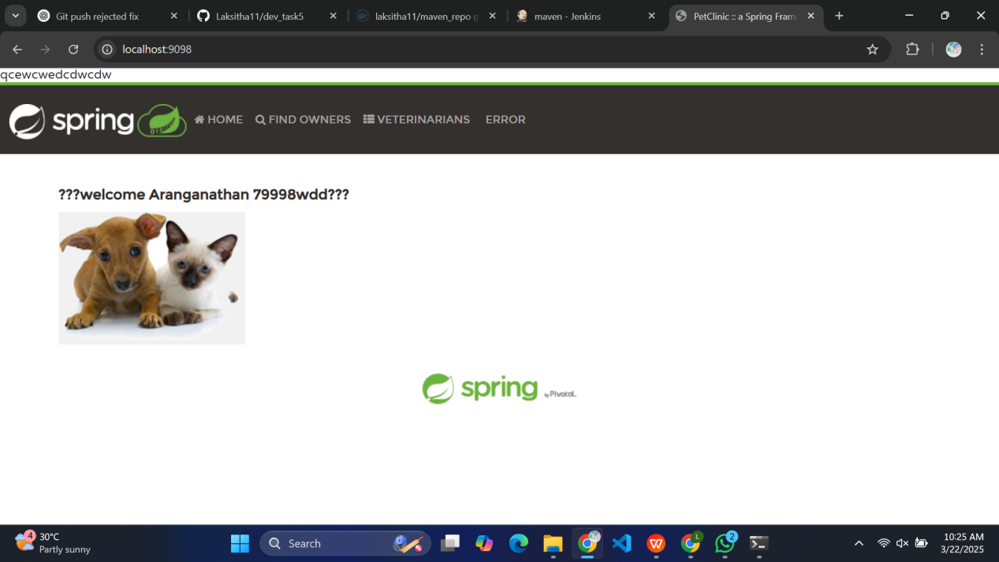 Git push rejected fix
Laksitha11/dev_task5
laksitha11/maven_repo g
maven - Jenkins
PetClinic :: a Spring Fram
localhost:9098
qcewcwedcdwcdw
spring
HOME
FIND OWNERS
VETERINARIANS
ERROR
???welcome Aranganathan 79998wdd???
spring by Pivotal
4
30°C
Partly sunny
Search
L
2
10:25 AM
3/22/2025